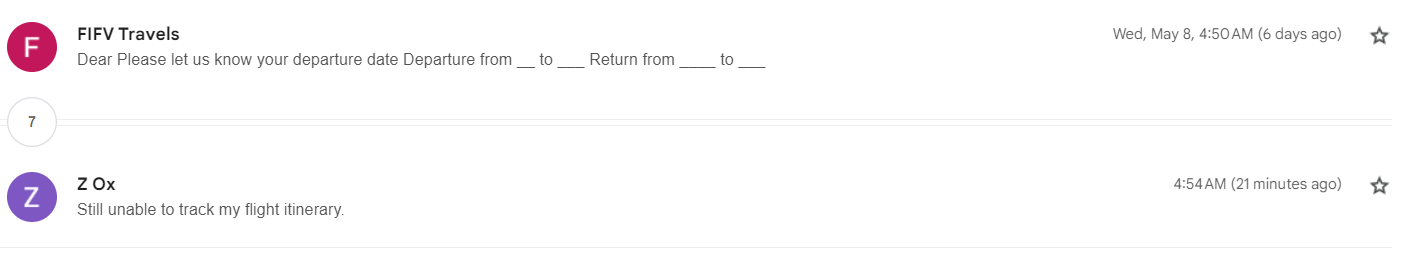 F
FIFV Travels
Wed, May 8, 4:50 AM (6 days ago)
Dear Please let us know your departure date Departure from __ to ___ Return from ____ to ___
7
Z
Z Ox
4:54 AM (21 minutes ago)
Still unable to track my flight itinerary.